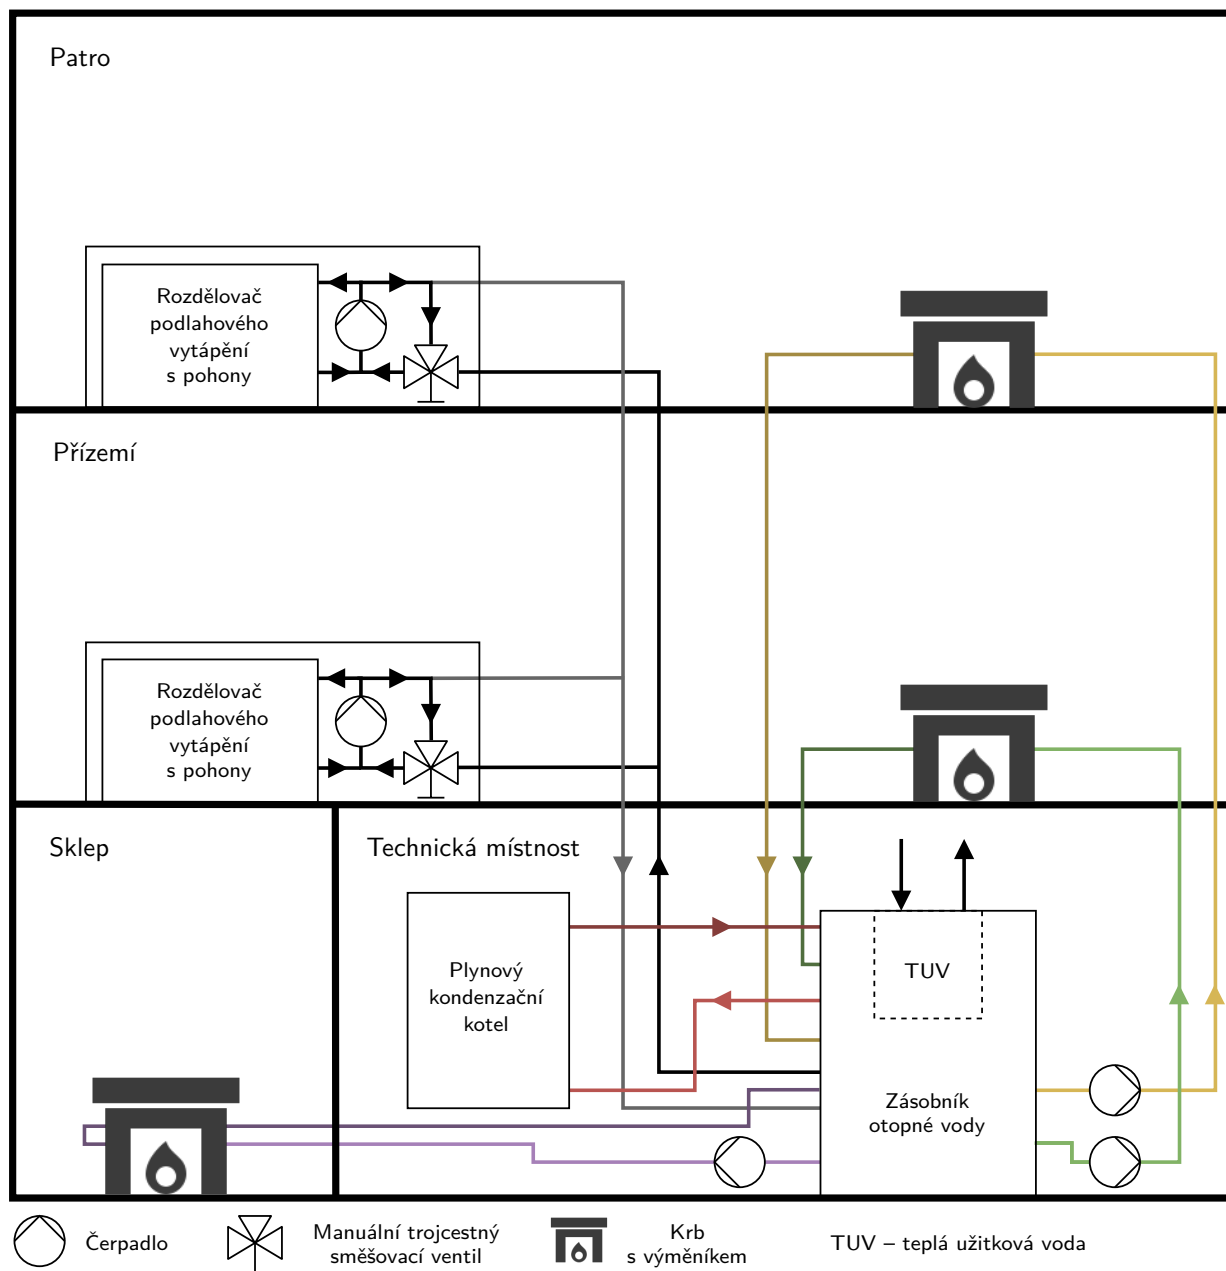 Patro
Rozdělovač
podlahového
vytápění
s pohony
Přízemí
Rozdělovač
podlahového
vytápění
s pohony
Sklep
Technická místnost
Plynový
kondenzační
kotel
TUV
Zásobník
otopné vody
Čerpadlo
Manuální trojcestný
směšovací ventil
Krb
s výměníkem
TUV – teplá užitková voda